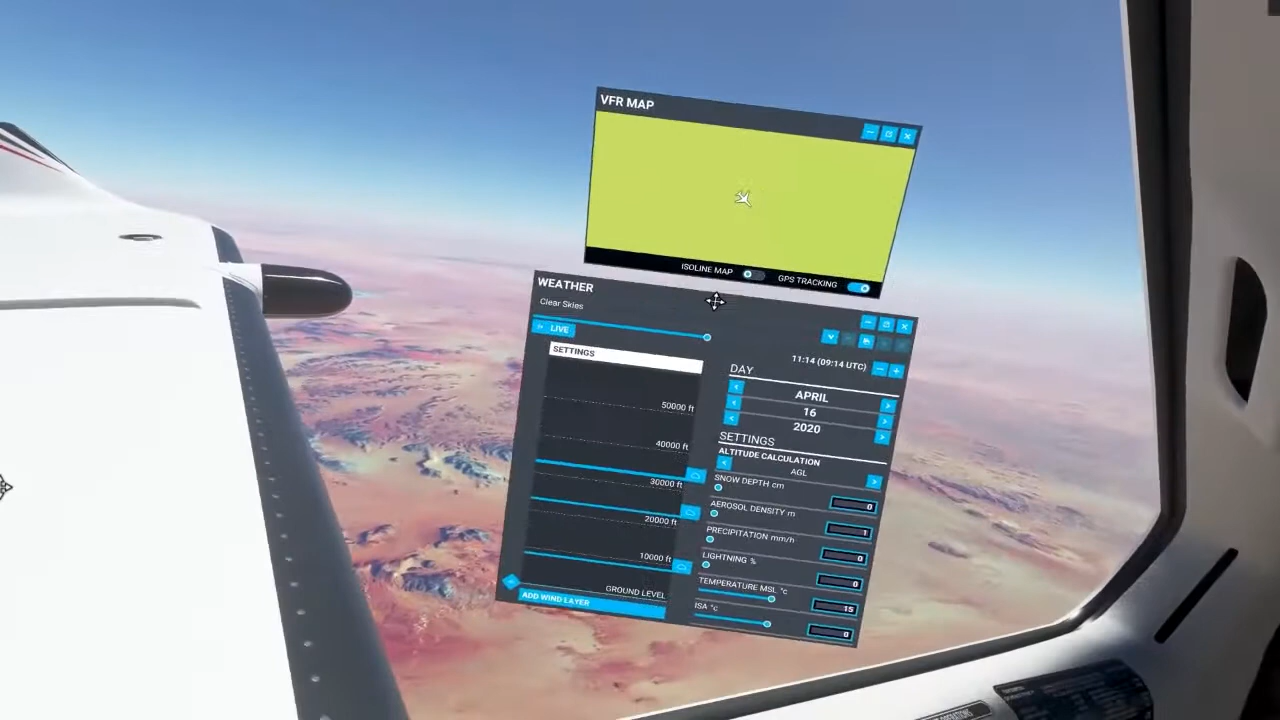 VFR MAP
ISOLINE MAP
GPS TRACKING
WEATHER
Clear Skies
LIVE
SETTINGS
50000 ft
40000 ft
30000 ft
20000 ft
10000 ft
GROUND LEVEL
ADD WIND LAYER
11:14 (09:14 UTC)
DAY
APRIL
16
2020
SETTINGS
ALTITUDE CALCULATION
AGL
SNOW DEPTH cm
0
AEROSOL DENSITY m
1
PRECIPITATION mm/h
0
LIGHTNING %
0
TEMPERATURE MSL °c
15
ISA °c
0